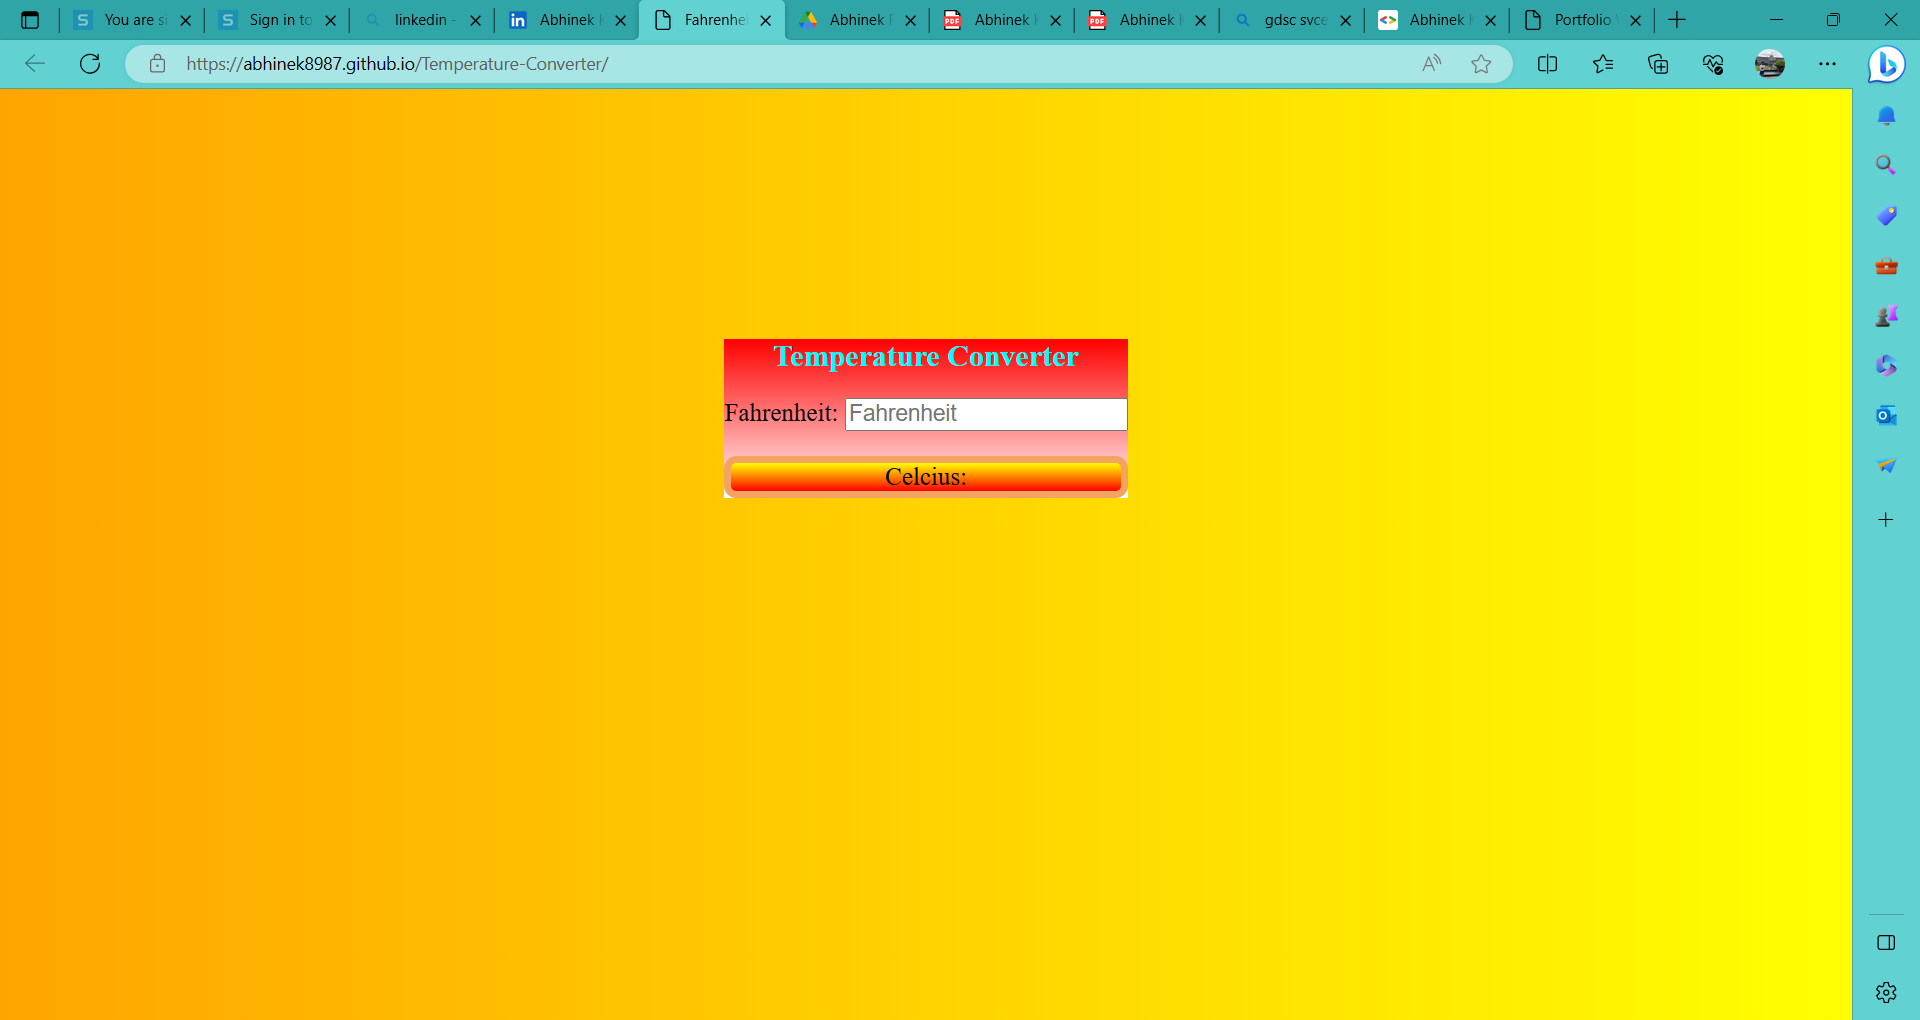 You are s
Sign in to
linkedin -
Abhinek
Fahrenhei
Abhinek
Abhinek
Abhinek
gdsc svce
Abhinek
Portfolio
https://abhinek8987.github.io/Temperature-Converter/
Temperature Converter
Fahrenheit: Fahrenheit
Celcius: